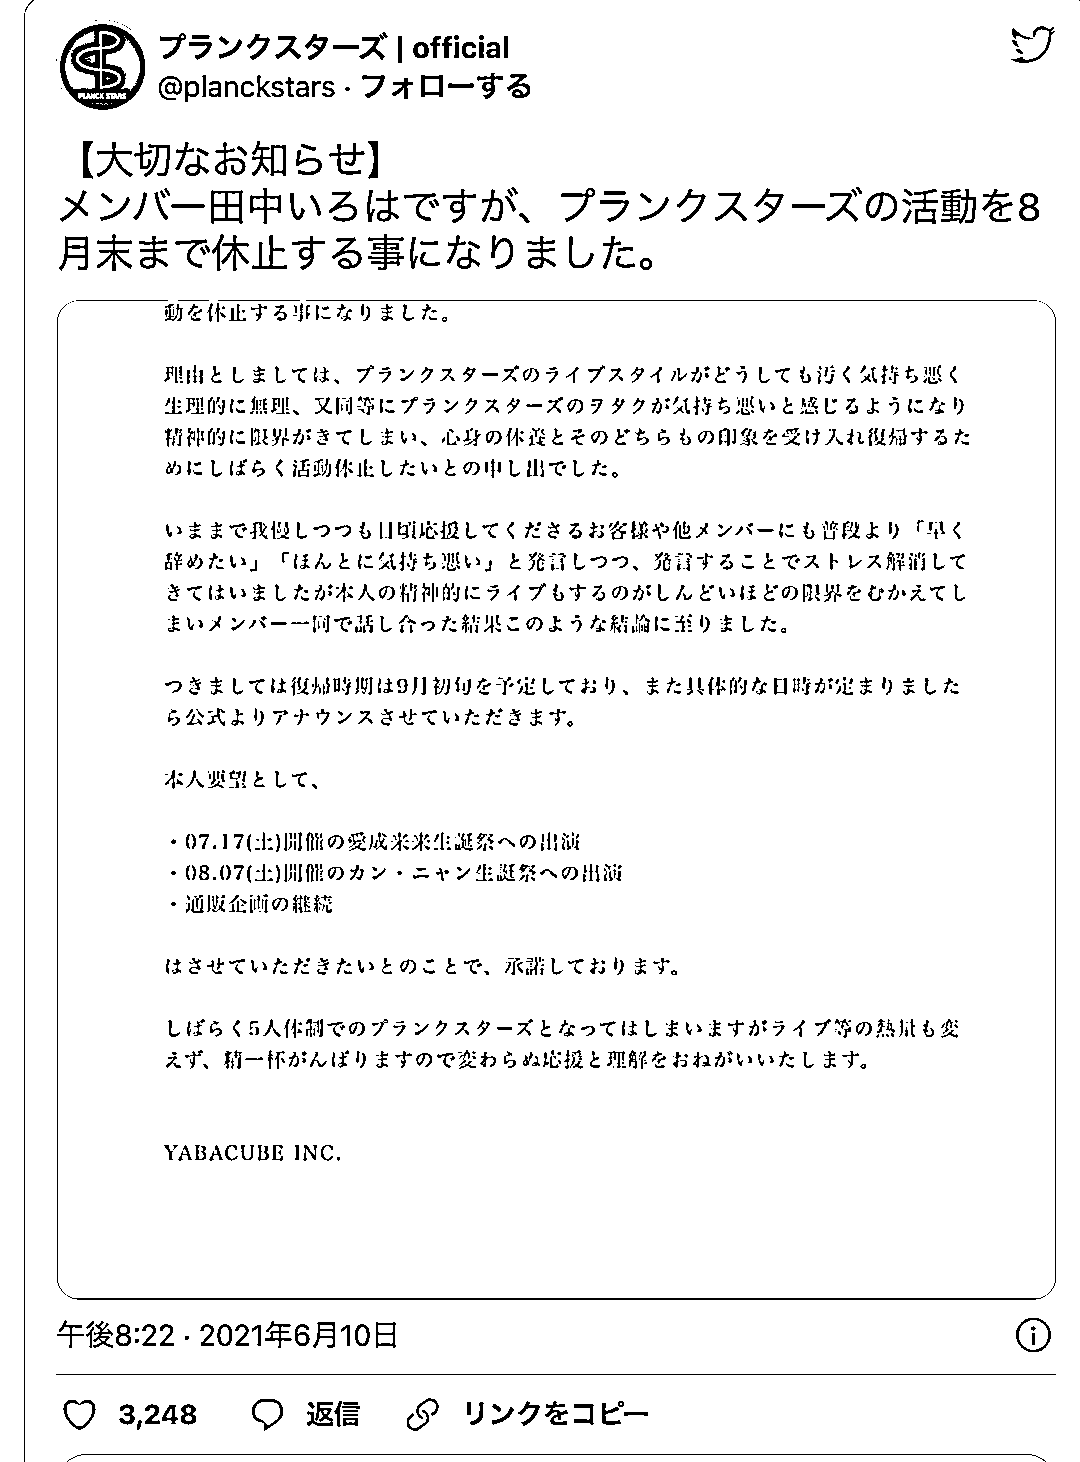 プランクスターズ | official
@planckstars · フォローする
PLANCK STARS
【大切なお知らせ】
メンバー田中いろはですが、プランクスターズの活動を8
月末まで休止する事になりました。
動を休止する事になりました。
理由としましては、プランクスターズのライブスタイルがどうしても汚く気持ち悪く
生理的に無理、又同等にプランクスターズのヲタクが気持ち悪いと感じるようになり
精神的に限界がきてしまい、心身の休養とそのどちらもの印象を受け入れ復帰するた
めにしばらく活動休止したいとの申し出でした。
いままで我慢しつつも日頃応援してくださるお客様や他メンバーにも普段より「早く
辞めたい」「ほんとに気持ち悪い」と発言しつつ、発言することでストレス解消して
きてはいましたが本人の精神的にライブもするのがしんどいほどの限界をむかえてし
まいメンバー一同で話し合った結果このような結論に至りました。
つきましては復帰時期は9月初旬を予定しており、また具体的な日時が定まりました
ら公式よりアナウンスさせていただきます。
本人要望として、
・07.17(土)開催の愛成来来生誕祭への出演
・08.07(土)開催のカン・ニャン生誕祭への出演
・通販企画の継続
はさせていただきたいとのことで、承諾しております。
しばらく5人体制でのプランクスターズとなってはしまいますがライブ等の熱量も変
えず、精一杯がんばりますので変わらぬ応援と理解をおねがいいたします。
YABACUBE INC.
午後8:22 · 2021年6月10日
3,248 返信 リンクをコピー